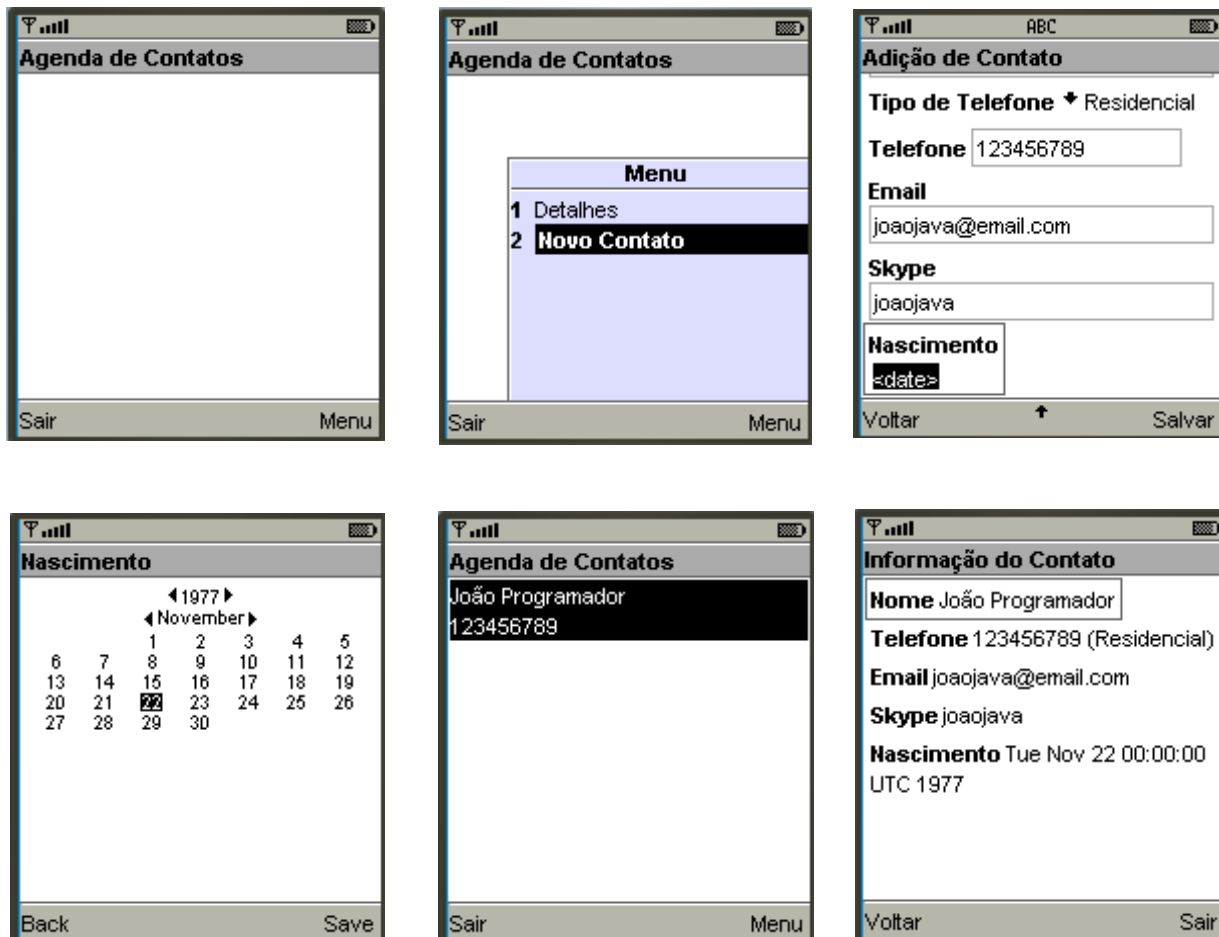 Agenda de Contatos
Sair Menu
Agenda de Contatos
Menu
1 Detalhes
2 Novo Contato
Sair Menu
ABC
Adição de Contato
Tipo de Telefone Residencial
Telefone 123456789
Email
joaojava@email.com
Skype
joaojava
Nascimento
<date>
Voltar Salvar
Nascimento
1977
November
1 2 3 4 5
6 7 8 9 10 11 12
13 14 15 16 17 18 19
20 21 22 23 24 25 26
27 28 29 30
Back Save
Agenda de Contatos
João Programador
123456789
Sair Menu
Informação do Contato
Nome João Programador
Telefone 123456789 (Residencial)
Email joaojava@email.com
Skype joaojava
Nascimento Tue Nov 22 00:00:00
UTC 1977
Voltar Sair